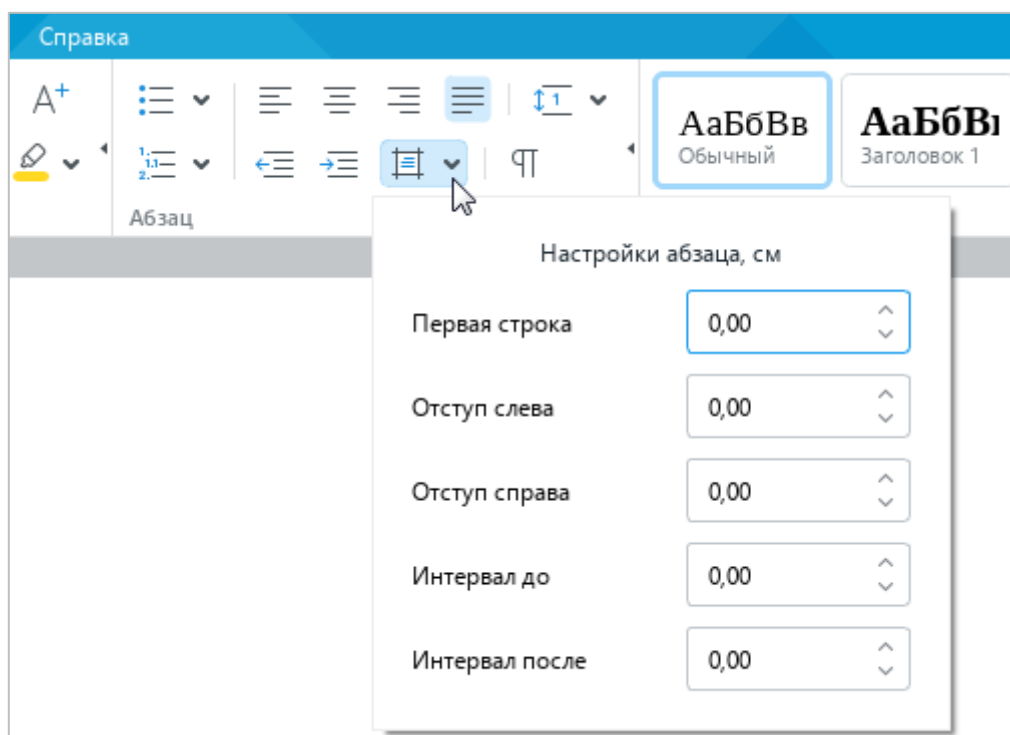 Справка
АаБбВв
Обычный
АаБбВ
Заголовок 1
Абзац
Настройки абзаца, см
Первая строка 0,00
Отступ слева 0,00
Отступ справа 0,00
Интервал до 0,00
Интервал после 0,00